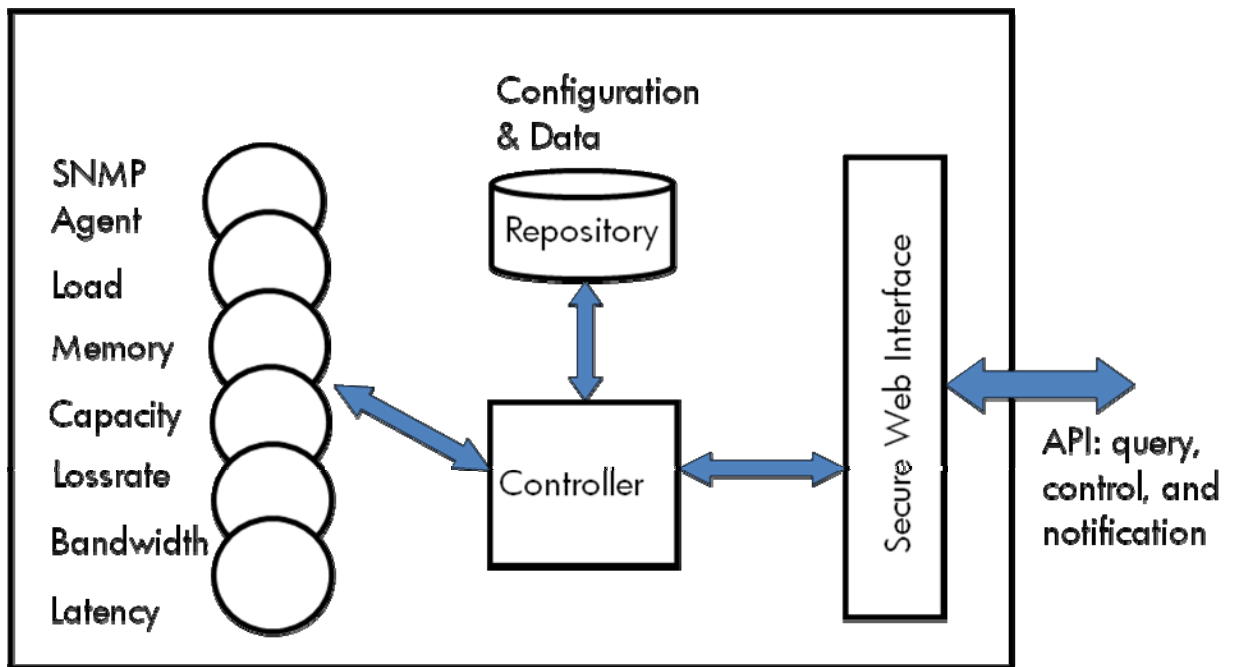 Configuration
& Data
SNMP
Agent
Load
Memory
Capacity
Lossrate
Bandwidth
Latency
Repository
Controller
Secure Web Interface
API: query,
control, and
notification